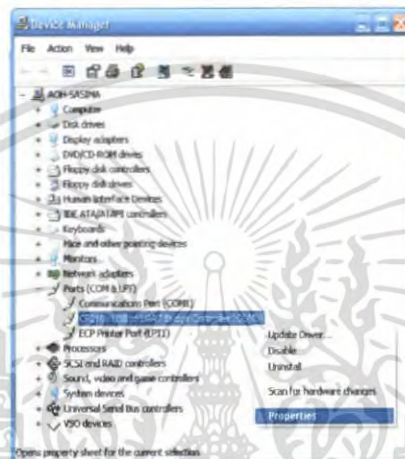 Device Manager
File Action View Help
AOH-SASINA
Computer
Disk drives
Display adapters
DVD/CD-ROM drives
Floppy disk controllers
Floppy disk drives
Human Interface Devices
IDE ATA/ATAPI controllers
Keyboards
Mice and other pointing devices
Monitors
Network adapters
Ports (COM & LPT)
Communications Port (COM1)
ECP Printer Port (LPT1)
Processors
SCSI and RAID controllers
Sound, video and game controllers
System devices
Universal Serial Bus controllers
VSO devices
Update Driver...
Disable
Uninstall
Scan for hardware changes
Properties
Opens property sheet for the current selection.